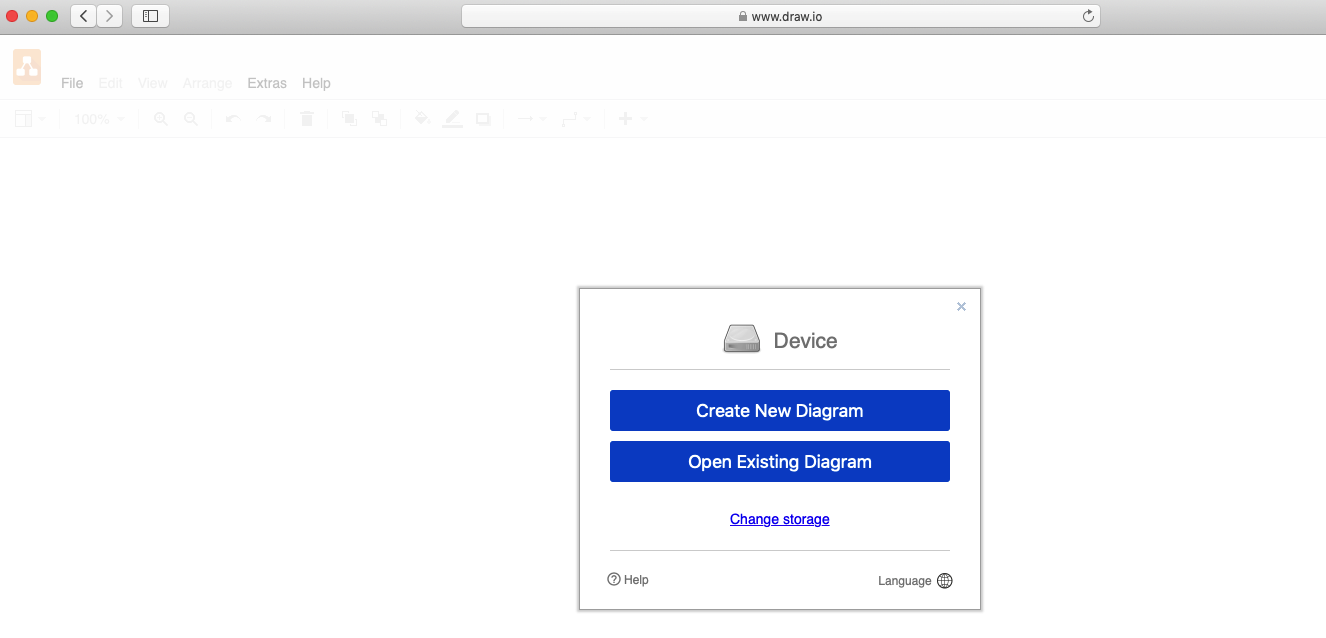 www.draw.io
File Edit View Arrange Extras Help
100%
Device
Create New Diagram
Open Existing Diagram
Change storage
Help Language